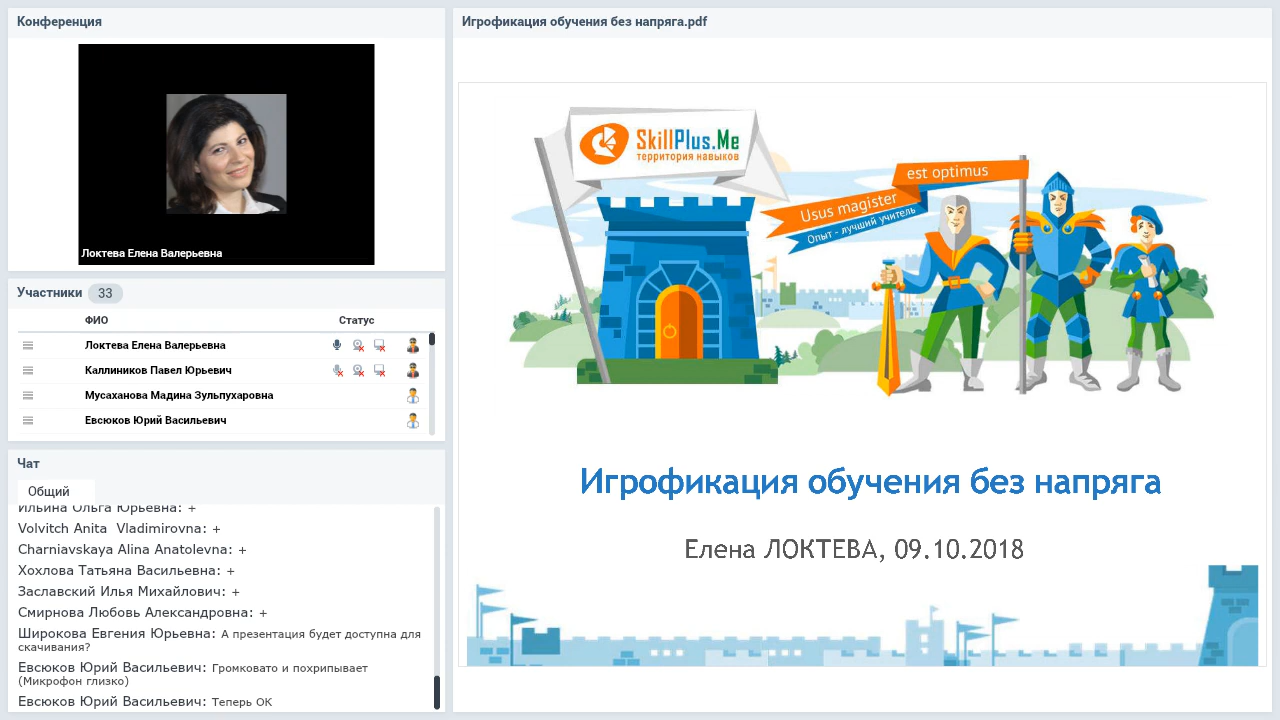 Конференция
Локтева Елена Валерьевна
Участники 33
ФИО Статус
Локтева Елена Валерьевна
Каллиников Павел Юрьевич
Мусаханова Мадина Зульпухаровна
Евсюков Юрий Васильевич
Чат
Общий
Ильина Ольга Юрьевна: +
Volvitch Anita Vladimirovna: +
Charniavskaya Alina Anatolevna: +
Хохлова Татьяна Васильевна: +
Заславский Илья Михайлович: +
Смирнова Любовь Александровна: +
Широкова Евгения Юрьевна: А презентация будет доступна для
скачивания?
Евсюков Юрий Васильевич: Громковато и похрипывает
(Микрофон глизко)
Евсюков Юрий Васильевич: Теперь ОК
Игрофикация обучения без напряга.pdf
SkillPlus.Me
территория навыков
Usus magister
est optimus
Опыт - лучший учитель
Игрофикация обучения без напряга
Елена ЛОКТЕВА, 09.10.2018